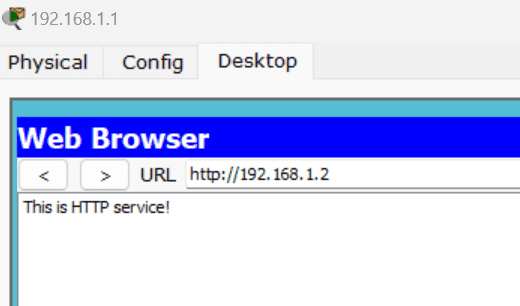 192.168.1.1
Physical Config Desktop
Web Browser
< > URL http://192.168.1.2
This is HTTP service!